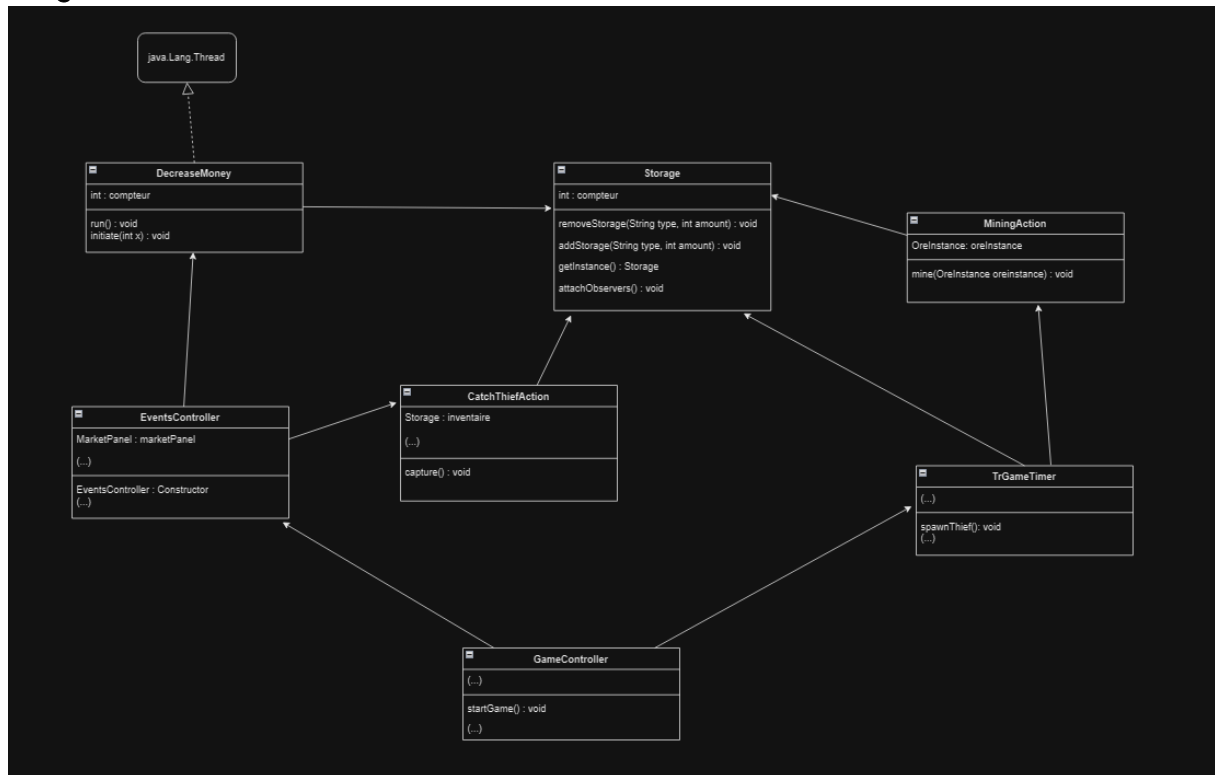 java.Lang.Thread
DecreaseMoney
int : compteur
run() : void
initiate(int x) : void
Storage
int : compteur
removeStorage(String type, int amount) : void
addStorage(String type, int amount) : void
getInstance() : Storage
attachObservers() : void
MiningAction
OreInstance: oreInstance
mine(OreInstance oreinstance) : void
EventsController
MarketPanel : marketPanel
(...)
EventsController : Constructor
(...)
CatchThiefAction
Storage : inventaire
(...)
capture() : void
TrGameTimer
(...)
spawnThief(): void
(...)
GameController
(...)
startGame() : void
(...)